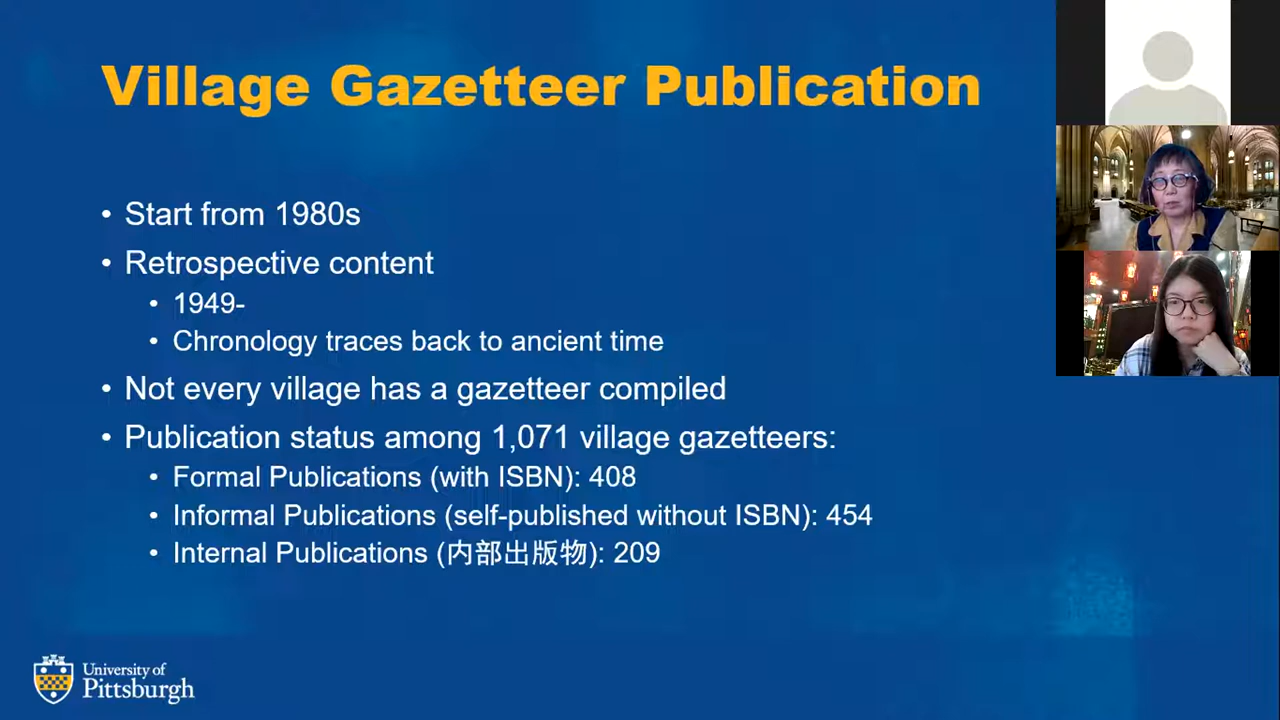 Village Gazetteer Publication
• Start from 1980s
• Retrospective content
• 1949-
• Chronology traces back to ancient time
• Not every village has a gazetteer compiled
• Publication status among 1,071 village gazetteers:
• Formal Publications (with ISBN): 408
• Informal Publications (self-published without ISBN): 454
• Internal Publications (内部出版物): 209
University of
Pittsburgh